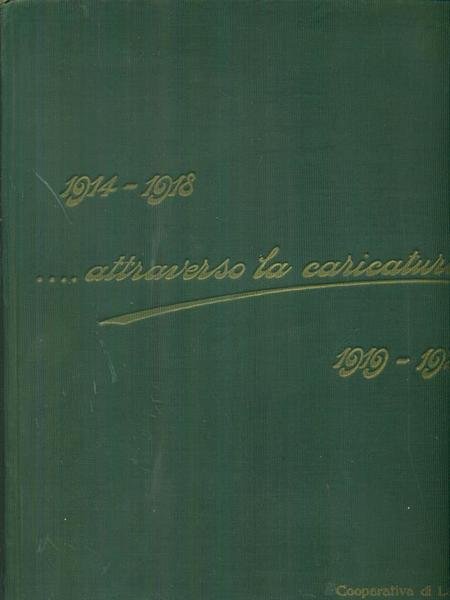 1914 - 1918
.... attraverso la caricatur
1919 - 19
Cooperativa di L